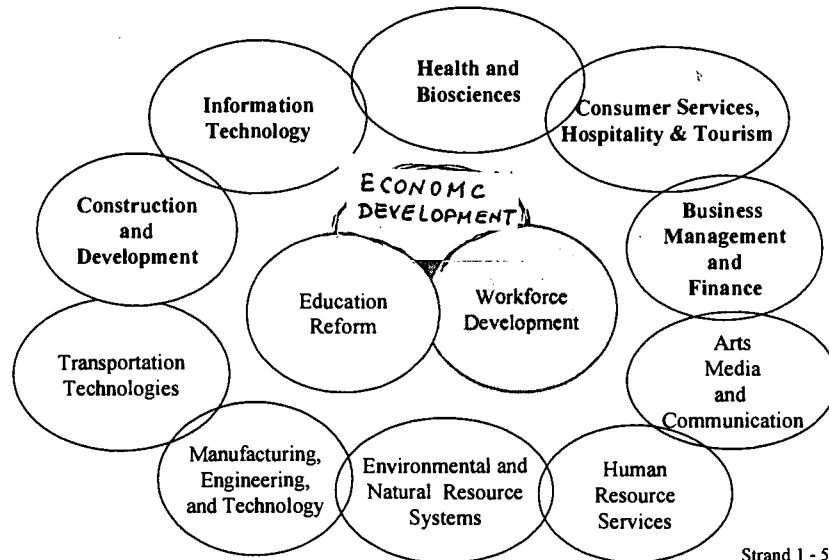 Health and
Biosciences
Information
Technology
Consumer Services,
Hospitality & Tourism
ECONOMC
DEVELOPMENT
Construction
and
Development
Business
Management
and
Finance
Education
Reform
Workforce
Development
Transportation
Technologies
Arts
Media
and
Communication
Manufacturing,
Engineering,
and Technology
Environmental and
Natural Resource
Systems
Human
Resource
Services
Strand 1 - 5